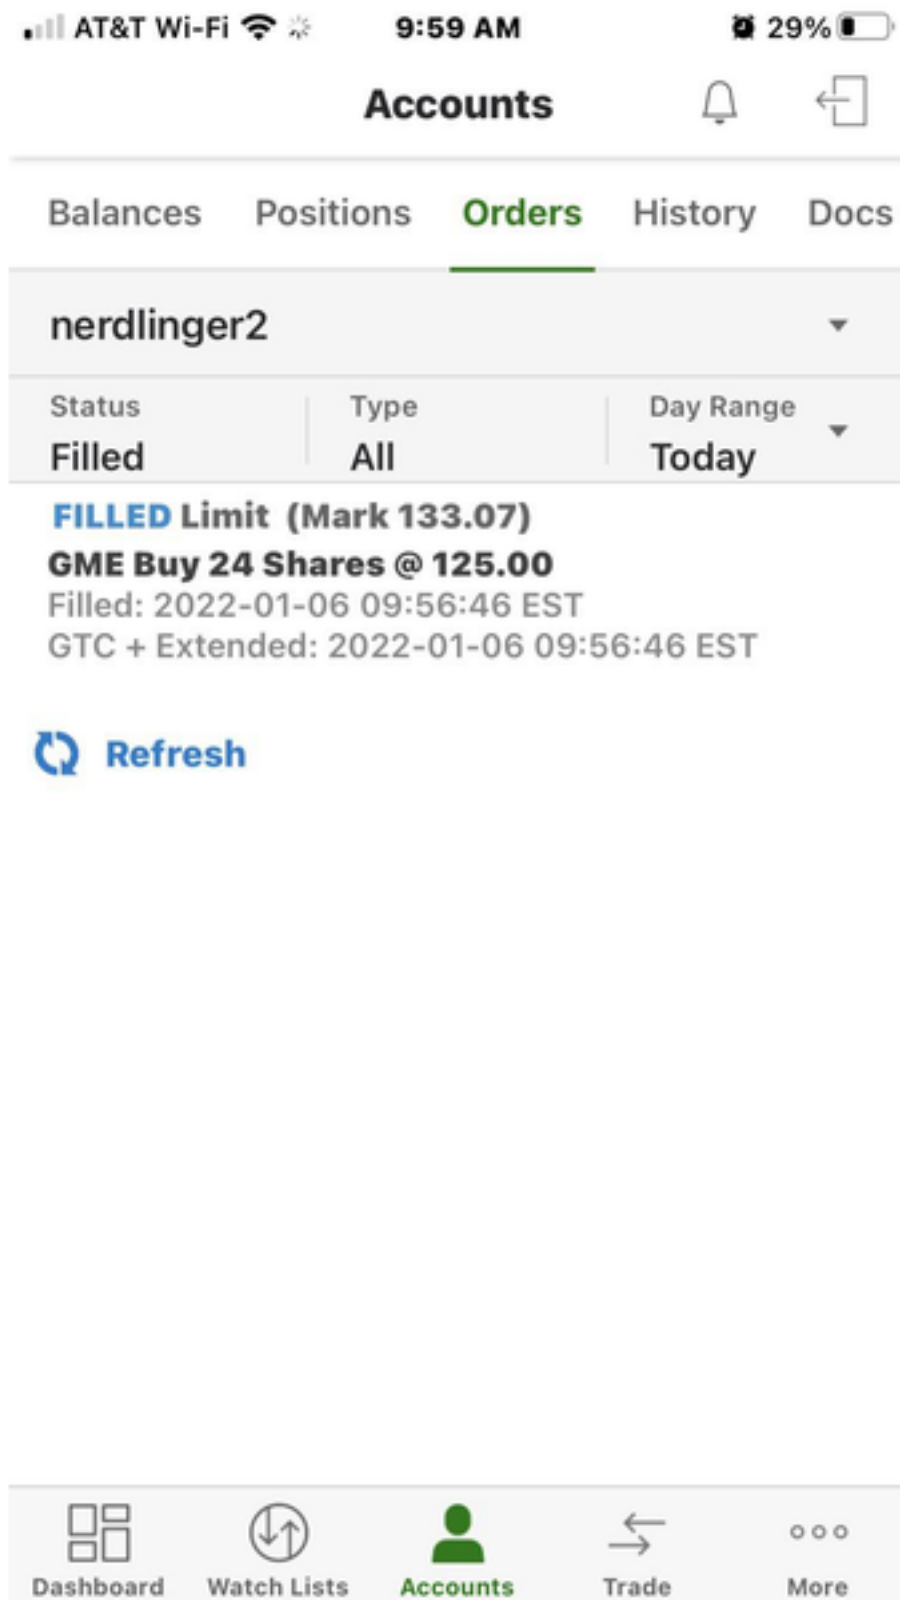 AT&T Wi-Fi 9:59 AM 29%
Accounts
Balances Positions Orders History Docs
nerdlinger2
Status Type Day Range
Filled All Today
FILLED Limit (Mark 133.07)
GME Buy 24 Shares @ 125.00
Filled: 2022-01-06 09:56:46 EST
GTC + Extended: 2022-01-06 09:56:46 EST
Refresh
Dashboard Watch Lists Accounts Trade More